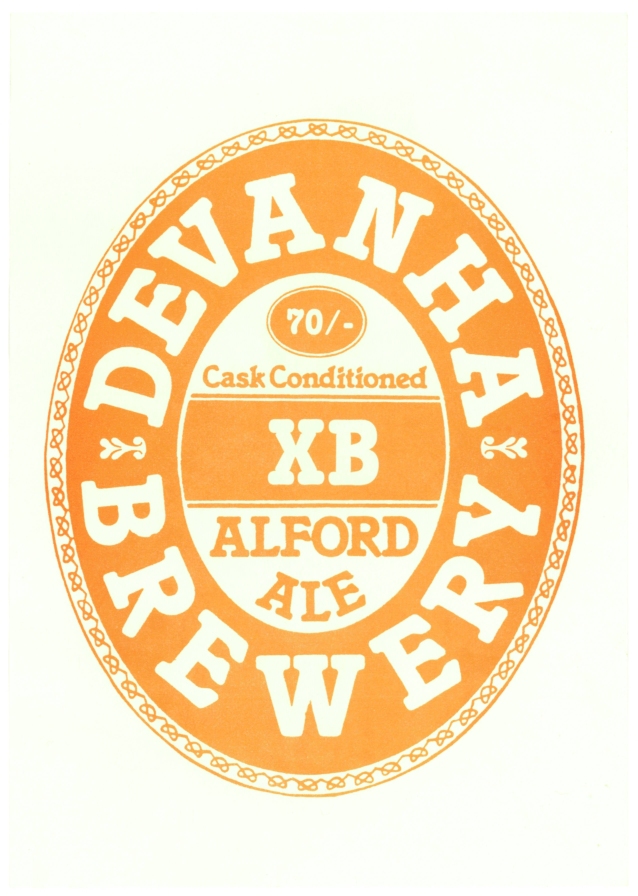 DEVANHA
70/-
Cask Conditioned
XB
ALFORD
ALE
BREWERY